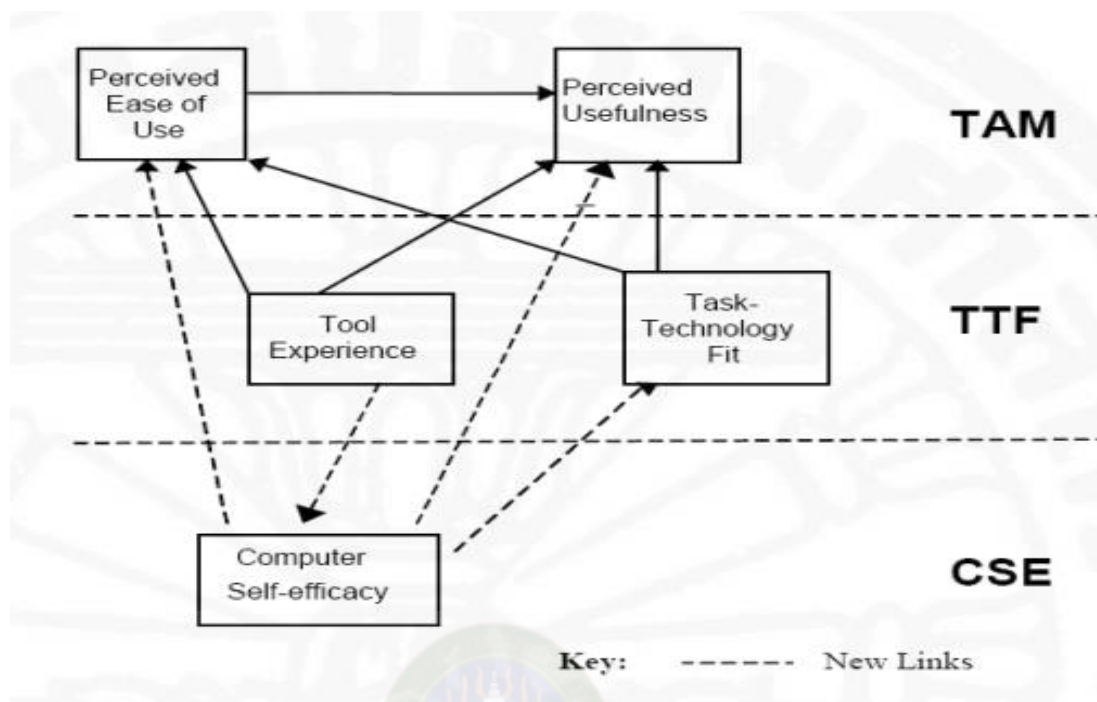 Perceived
Ease of
Use
Perceived
Usefulness
TAM
Tool
Experience
Task-
Technology
Fit
TTF
Computer
Self-efficacy
CSE
Key: New Links